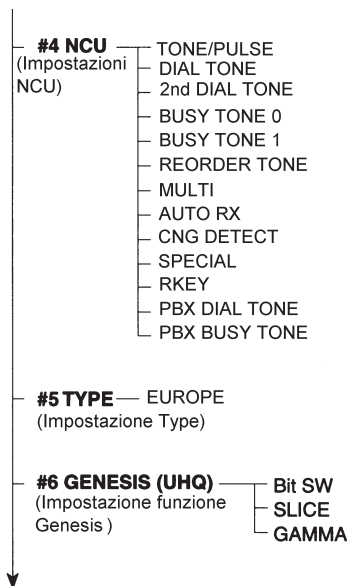 #4 NCU
(Impostazioni
NCU)
TONE/PULSE
DIAL TONE
2nd DIAL TONE
BUSY TONE 0
BUSY TONE 1
REORDER TONE
MULTI
AUTO RX
CNG DETECT
SPECIAL
RKEY
PBX DIAL TONE
PBX BUSY TONE
#5 TYPE
EUROPE
(Impostazione Type)
#6 GENESIS (UHQ)
(Impostazione funzione
Genesis )
Bit SW
SLICE
GAMMA